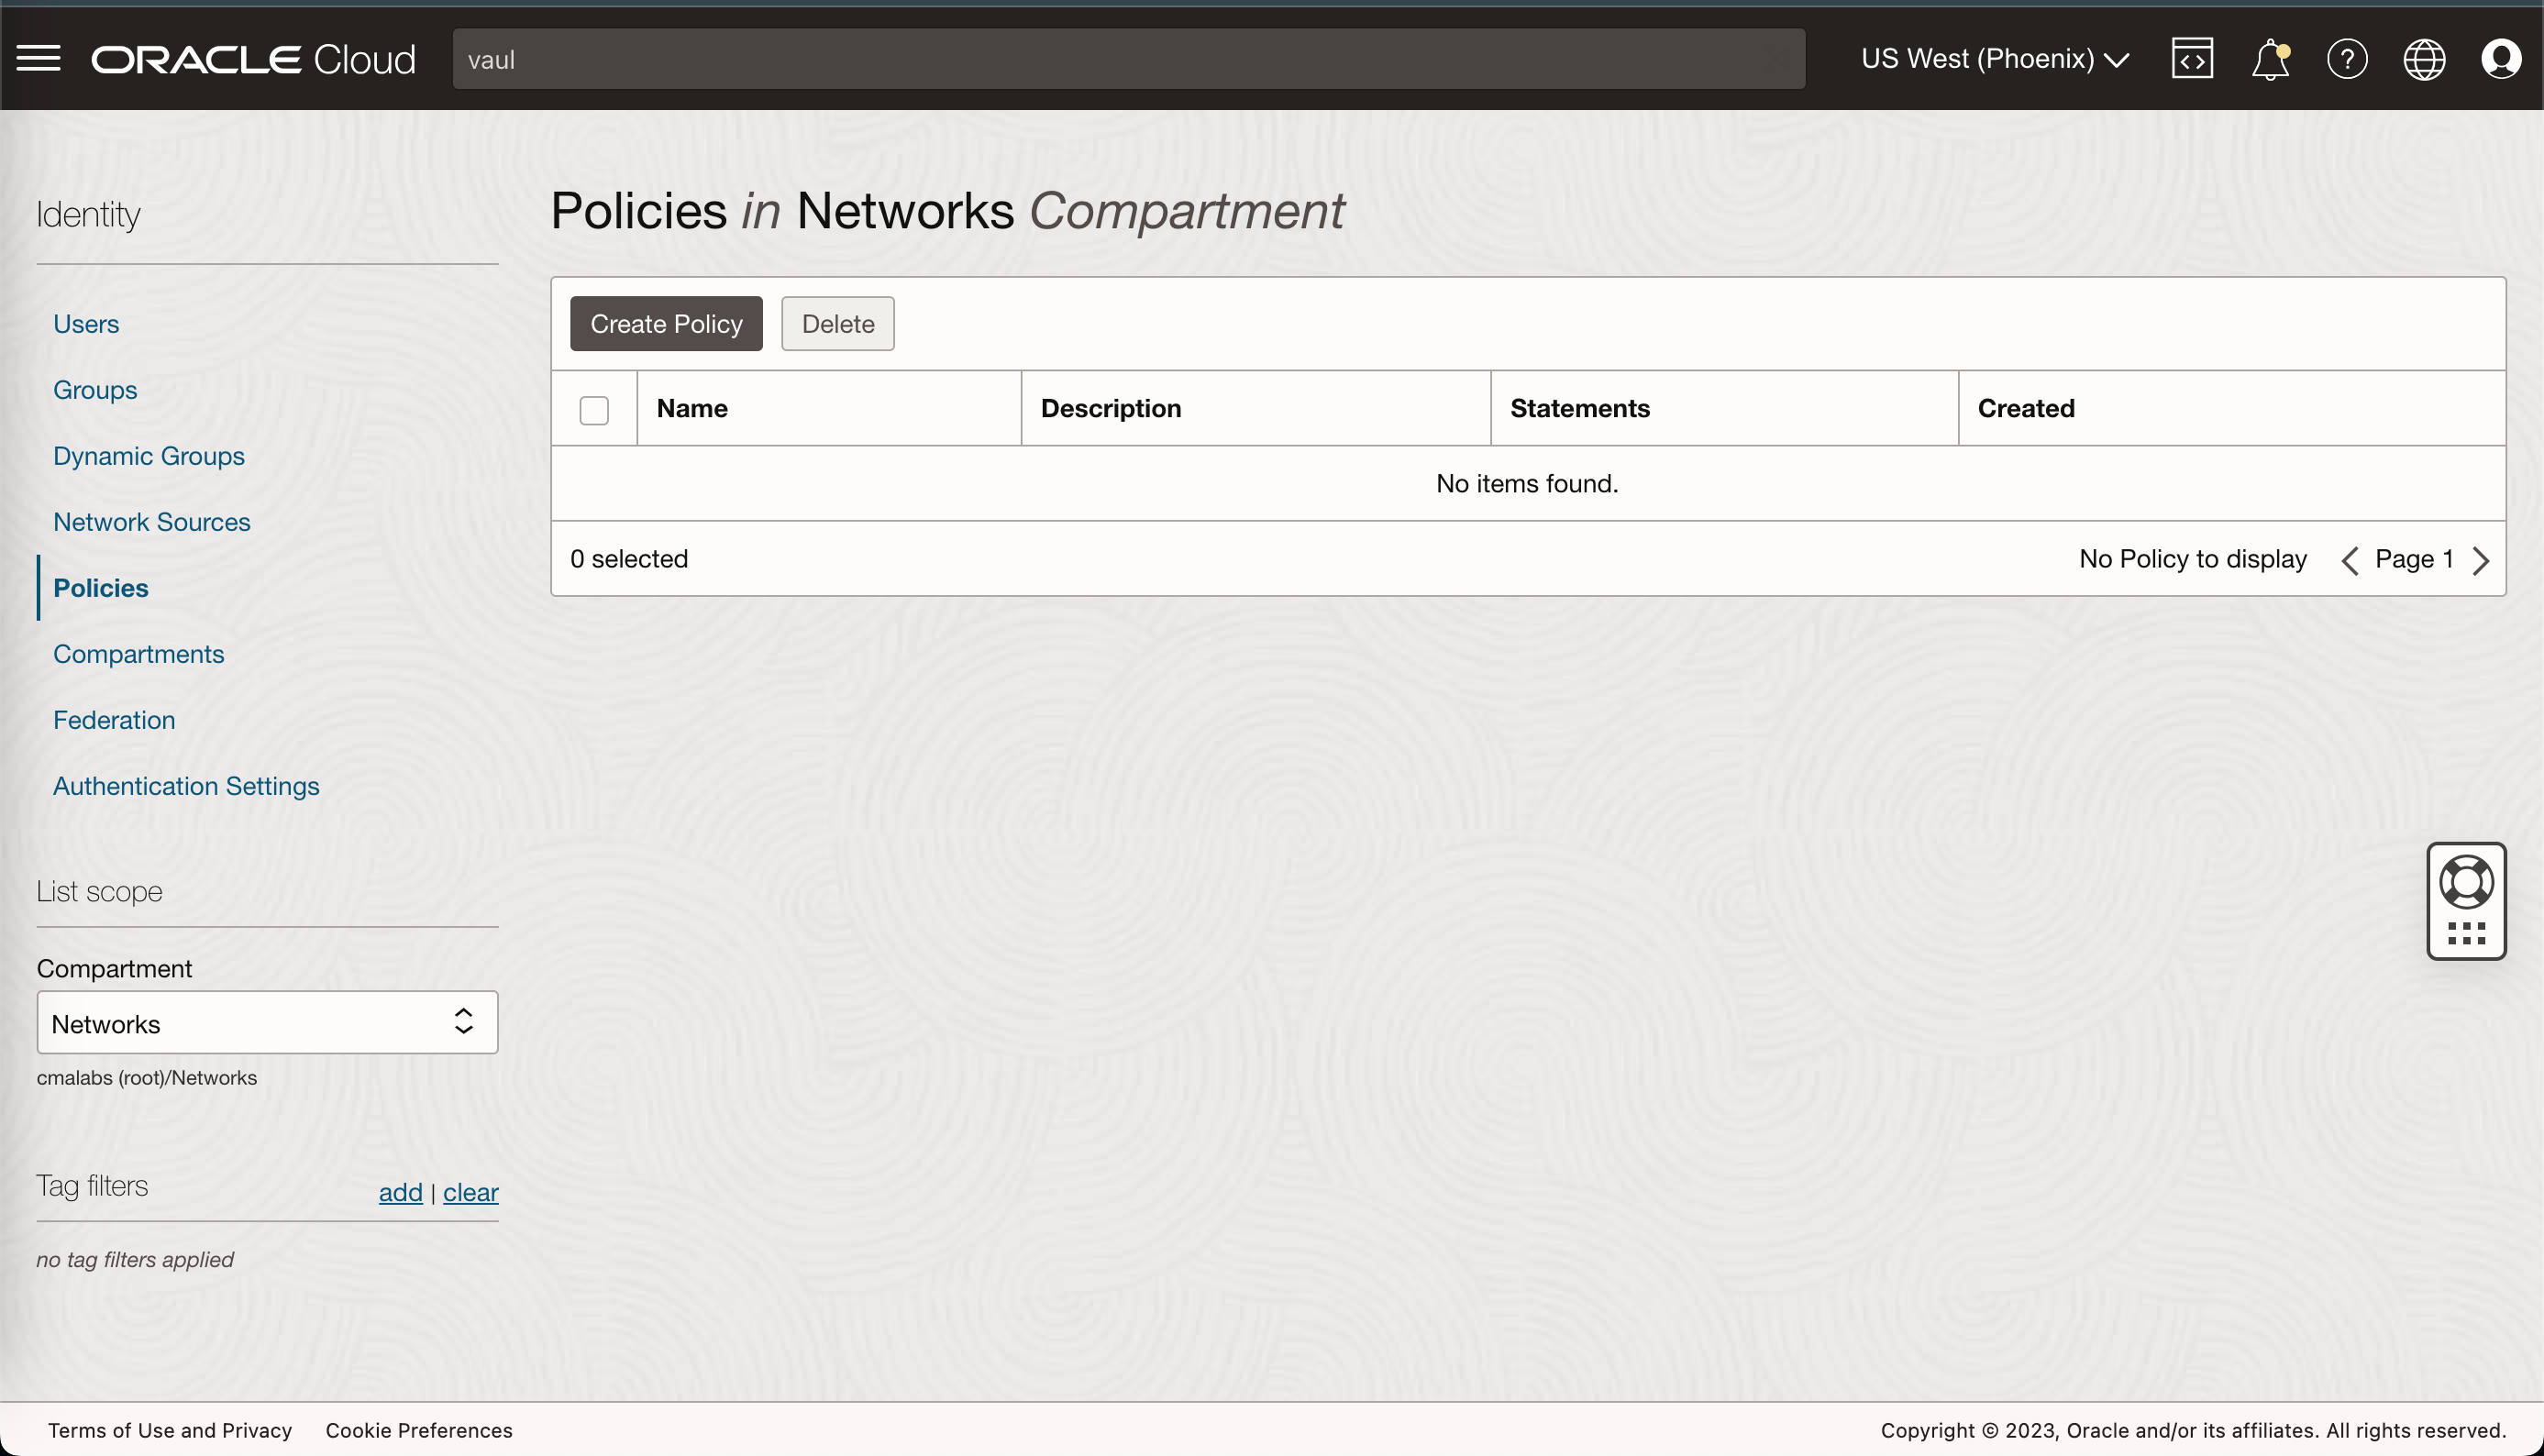 ORACLE Cloud
vaul
US West (Phoenix)
Identity
Users
Groups
Dynamic Groups
Network Sources
Policies
Compartments
Federation
Authentication Settings
List scope
Compartment
Networks
cmalabs (root)/Networks
Tag filters
add | clear
no tag filters applied
Policies in Networks Compartment
Create Policy
Delete
Name Description Statements Created
No items found.
0 selected
No Policy to display
Page 1
Terms of Use and Privacy
Cookie Preferences
Copyright © 2023, Oracle and/or its affiliates. All rights reserved.